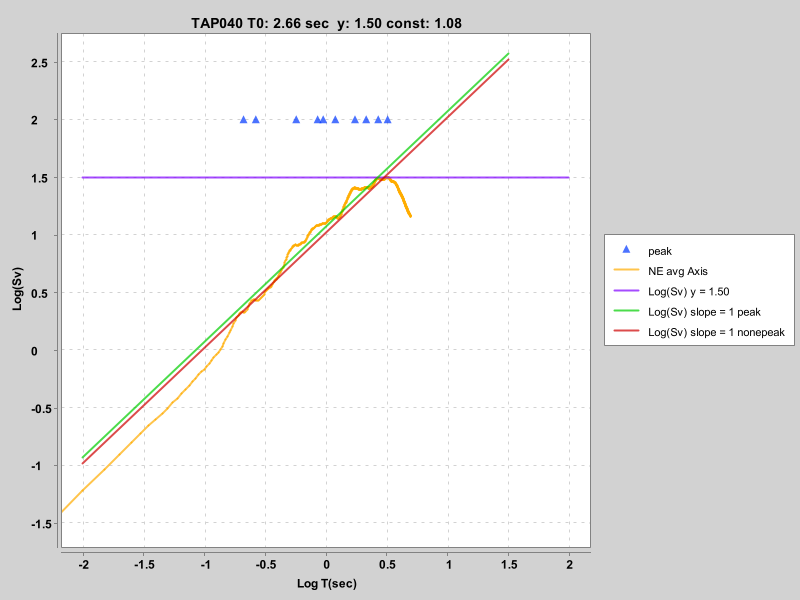 TAP040 T0: 2.66 sec  y: 1.50 const: 1.08
2.5
2
1.5
1
0.5
0
-0.5
-1
-1.5
Log(Sv)
-2
-1.5
-1
-0.5
0
0.5
1
1.5
2
Log T(sec)
peak
NE avg Axis
Log(Sv) y = 1.50
Log(Sv) slope = 1 peak
Log(Sv) slope = 1 nonepeak